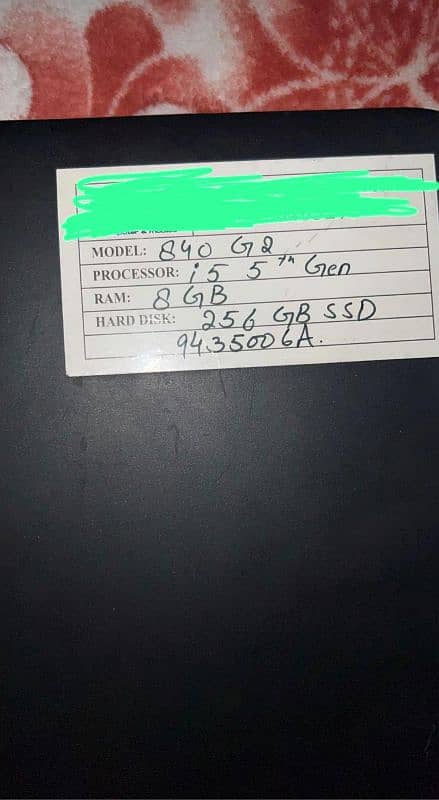 MODEL: 840 G2
PROCESSOR: i5 5th Gen
RAM: 8 GB
HARD DISK: 256 GB SSD
9435006A.